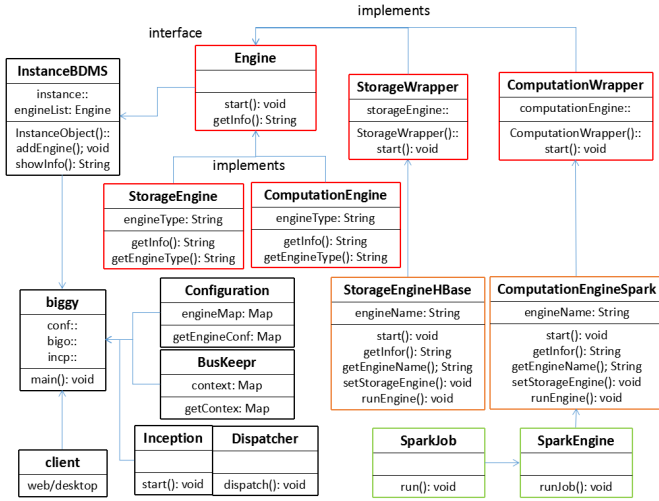 implements
interface
Engine
start(): void
getInfo(): String
InstanceBDMS
instance::
engineList: Engine
InstanceObject()::
addEngine(); void
showInfo(): String
StorageWrapper
storageEngine::
StorageWrapper()::
start(): void
ComputationWrapper
computationEngine::
ComputationWrapper()::
start(): void
implements
StorageEngine
engineType: String
getInfo(): String
getEngineType(): String
ComputationEngine
engineType: String
getInfo(): String
getEngineType(): String
biggy
conf::
bigo::
incp::
main(): void
Configuration
engineMap: Map
getEngineConf: Map
BusKeepr
context: Map
getContex: Map
StorageEngineHBase
engineName: String
start(): void
getInfor(): String
getEngineName(); String
setStorageEngine(): void
runEngine(): void
ComputationEngineSpark
engineName: String
start(): void
getInfor(): String
getEngineName(); String
setStorageEngine(): void
runEngine(): void
Inception
start(): void
Dispatcher
dispatch(): void
client
web/desktop
SparkJob
run(): void
SparkEngine
runJob(): void